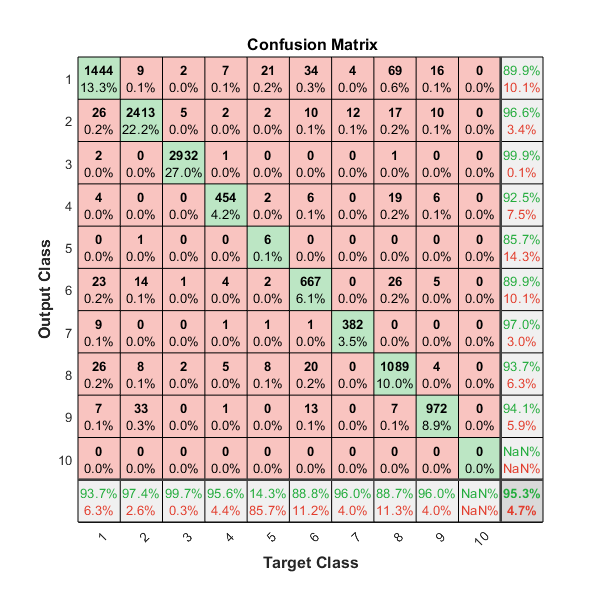 Confusion Matrix
1444 9 2 7 21 34 4 69 16 0 89.9%
1
13.3% 0.1% 0.0% 0.1% 0.2% 0.3% 0.0% 0.6% 0.1% 0.0% 10.1%
26 2413 5 2 2 10 12 17 10 0 96.6%
2
0.2% 22.2% 0.0% 0.0% 0.0% 0.1% 0.1% 0.2% 0.1% 0.0% 3.4%
2 0 2932 1 0 0 0 1 0 0 99.9%
3
0.0% 0.0% 27.0% 0.0% 0.0% 0.0% 0.0% 0.0% 0.0% 0.0% 0.1%
4 0 0 454 2 6 0 19 6 0 92.5%
4
0.0% 0.0% 0.0% 4.2% 0.0% 0.1% 0.0% 0.2% 0.1% 0.0% 7.5%
0 1 0 0 6 0 0 0 0 0 85.7%
5
0.0% 0.0% 0.0% 0.0% 0.1% 0.0% 0.0% 0.0% 0.0% 0.0% 14.3%
23 14 1 4 2 667 0 26 5 0 89.9%
6
0.2% 0.1% 0.0% 0.0% 0.0% 6.1% 0.0% 0.2% 0.0% 0.0% 10.1%
9 0 0 1 1 1 382 0 0 0 97.0%
7
0.1% 0.0% 0.0% 0.0% 0.0% 0.0% 3.5% 0.0% 0.0% 0.0% 3.0%
26 8 2 5 8 20 0 1089 4 0 93.7%
8
0.2% 0.1% 0.0% 0.0% 0.1% 0.2% 0.0% 10.0% 0.0% 0.0% 6.3%
7 33 0 1 0 13 0 7 972 0 94.1%
9
0.1% 0.3% 0.0% 0.0% 0.0% 0.1% 0.0% 0.1% 8.9% 0.0% 5.9%
0 0 0 0 0 0 0 0 0 0 NaN%
10
0.0% 0.0% 0.0% 0.0% 0.0% 0.0% 0.0% 0.0% 0.0% 0.0% NaN%
93.7% 97.4% 99.7% 95.6% 14.3% 88.8% 96.0% 88.7% 96.0% NaN% 95.3%
6.3% 2.6% 0.3% 4.4% 85.7% 11.2% 4.0% 11.3% 4.0% NaN% 4.7%
1 2 3 4 5 6 7 8 9 10
Target Class
Output Class